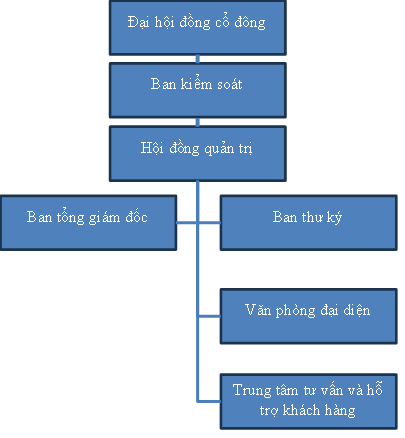 Đại hội đồng cổ đông
Ban kiểm soát
Hội đồng quản trị
Ban tổng giám đốc
Ban thư ký
Văn phòng đại diện
Trung tâm tư vấn và hỗ
trợ khách hàng